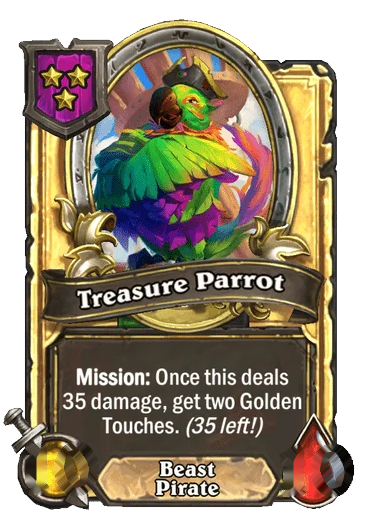 Treasure Parrot
Mission: Once this deals
35 damage, get two Golden
Touches. (35 left!)
Beast
Pirate